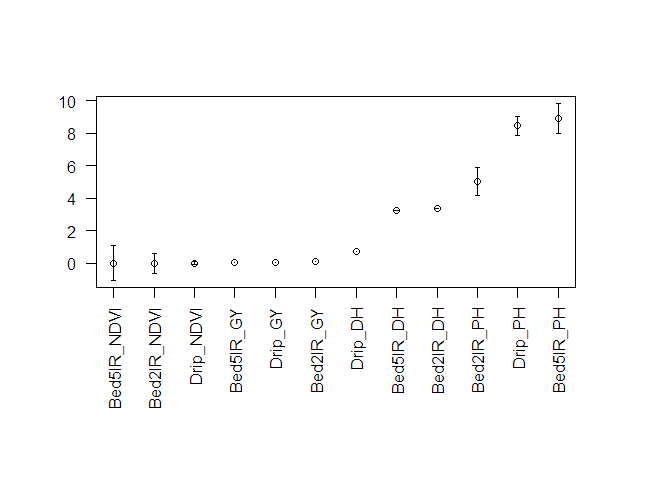 10
8
6
4
2
0
Bed5IR_NDVI
Bed2IR_NDVI
Drip_NDVI
Bed5IR_GY
Drip_GY
Bed2IR_GY
Drip_DH
Bed5IR_DH
Bed2IR_DH
Bed2IR_PH
Drip_PH
Bed5IR_PH